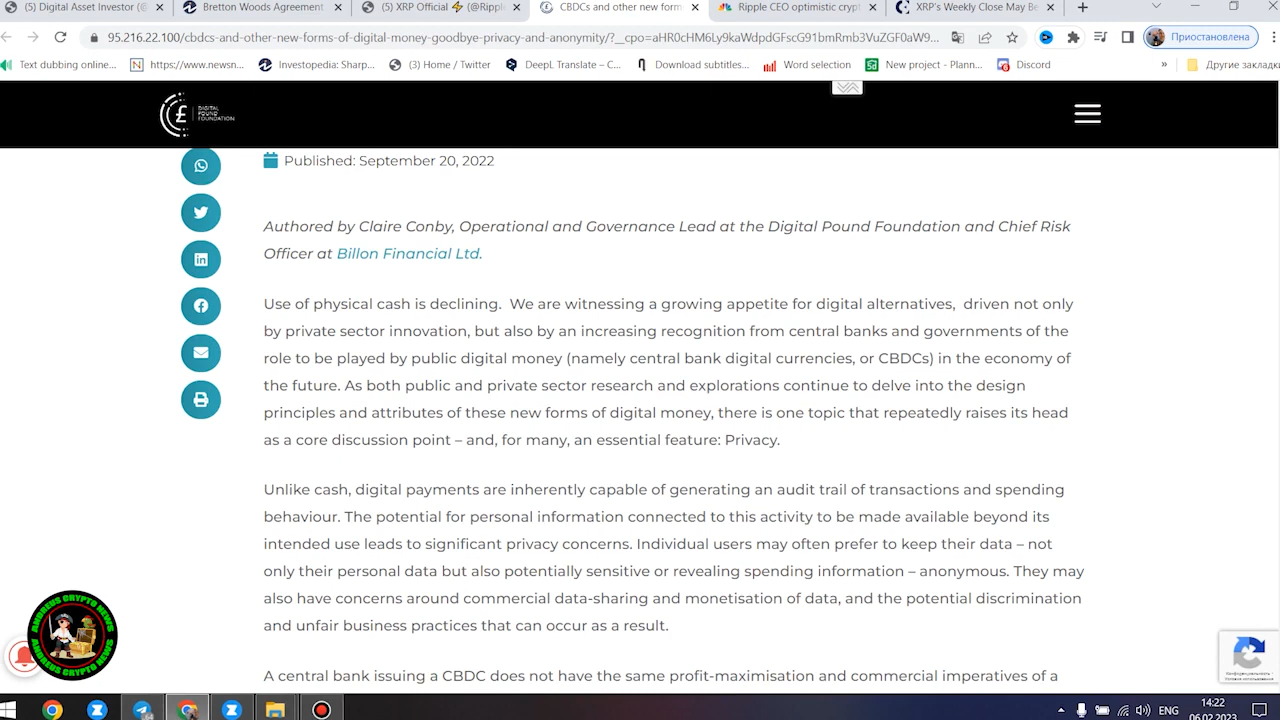 (5) Digital Asset Investor (@
Bretton Woods Agreement
(5) XRP Official ⚡ (@Rippl
CBDCs and other new form
Ripple CEO optimistic crypt
XRP's Weekly Close May Be
95.216.22.100/cbdcs-and-other-new-forms-of-digital-money-goodbye-privacy-and-anonymity/?__cpo=aHR0cHM6Ly9kaWdpdGFscG91bmRmb3VuZGF0aW9...
Приостановлена
Text dubbing online...
https://www.newsn...
Investopedia: Sharp...
(3) Home / Twitter
DeepL Translate – C...
Download subtitles...
Word selection
New project - Plann...
Discord
»
Другие закладки
DIGITAL
POUND
FOUNDATION
Published: September 20, 2022
Authored by Claire Conby, Operational and Governance Lead at the Digital Pound Foundation and Chief Risk
Officer at Billon Financial Ltd.
Use of physical cash is declining. We are witnessing a growing appetite for digital alternatives, driven not only
by private sector innovation, but also by an increasing recognition from central banks and governments of the
role to be played by public digital money (namely central bank digital currencies, or CBDCs) in the economy of
the future. As both public and private sector research and explorations continue to delve into the design
principles and attributes of these new forms of digital money, there is one topic that repeatedly raises its head
as a core discussion point – and, for many, an essential feature: Privacy.
Unlike cash, digital payments are inherently capable of generating an audit trail of transactions and spending
behaviour. The potential for personal information connected to this activity to be made available beyond its
intended use leads to significant privacy concerns. Individual users may often prefer to keep their data – not
only their personal data but also potentially sensitive or revealing spending information – anonymous. They may
also have concerns around commercial data-sharing and monetisation of data, and the potential discrimination
and unfair business practices that can occur as a result.
A central bank issuing a CBDC does not have the same profit-maximisation and commercial imperatives of a
ANDREUS CRYPTO NEWS
ANDREUS CRYPTO NEWS
ENG
14:22
06.02.2023